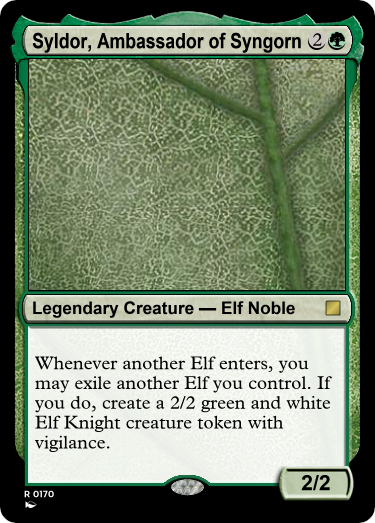 Syldor, Ambassador of Syngorn 2
Legendary Creature — Elf Noble
Whenever another Elf enters, you
may exile another Elf you control. If
you do, create a 2/2 green and white
Elf Knight creature token with
vigilance.
2/2
R 0170